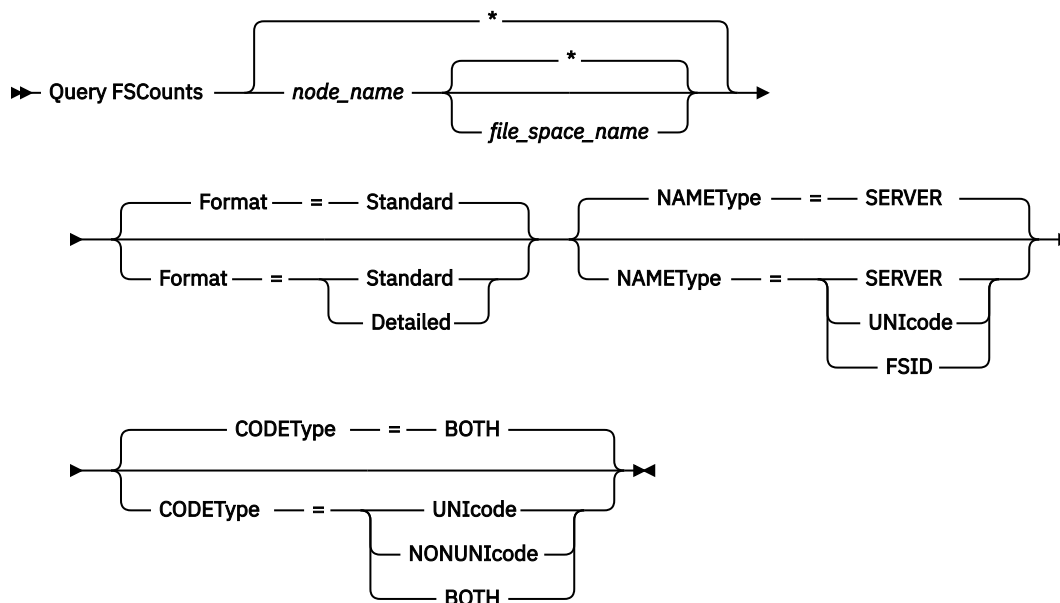 *
*
Query FSCounts node_name
file_space_name
Format = Standard NAMEType = SERVER
Format = Standard NAMEType = SERVER
Detailed UNIcode
FSID
CODEType = BOTH
CODEType = UNIcode
NONUNIcode
BOTH